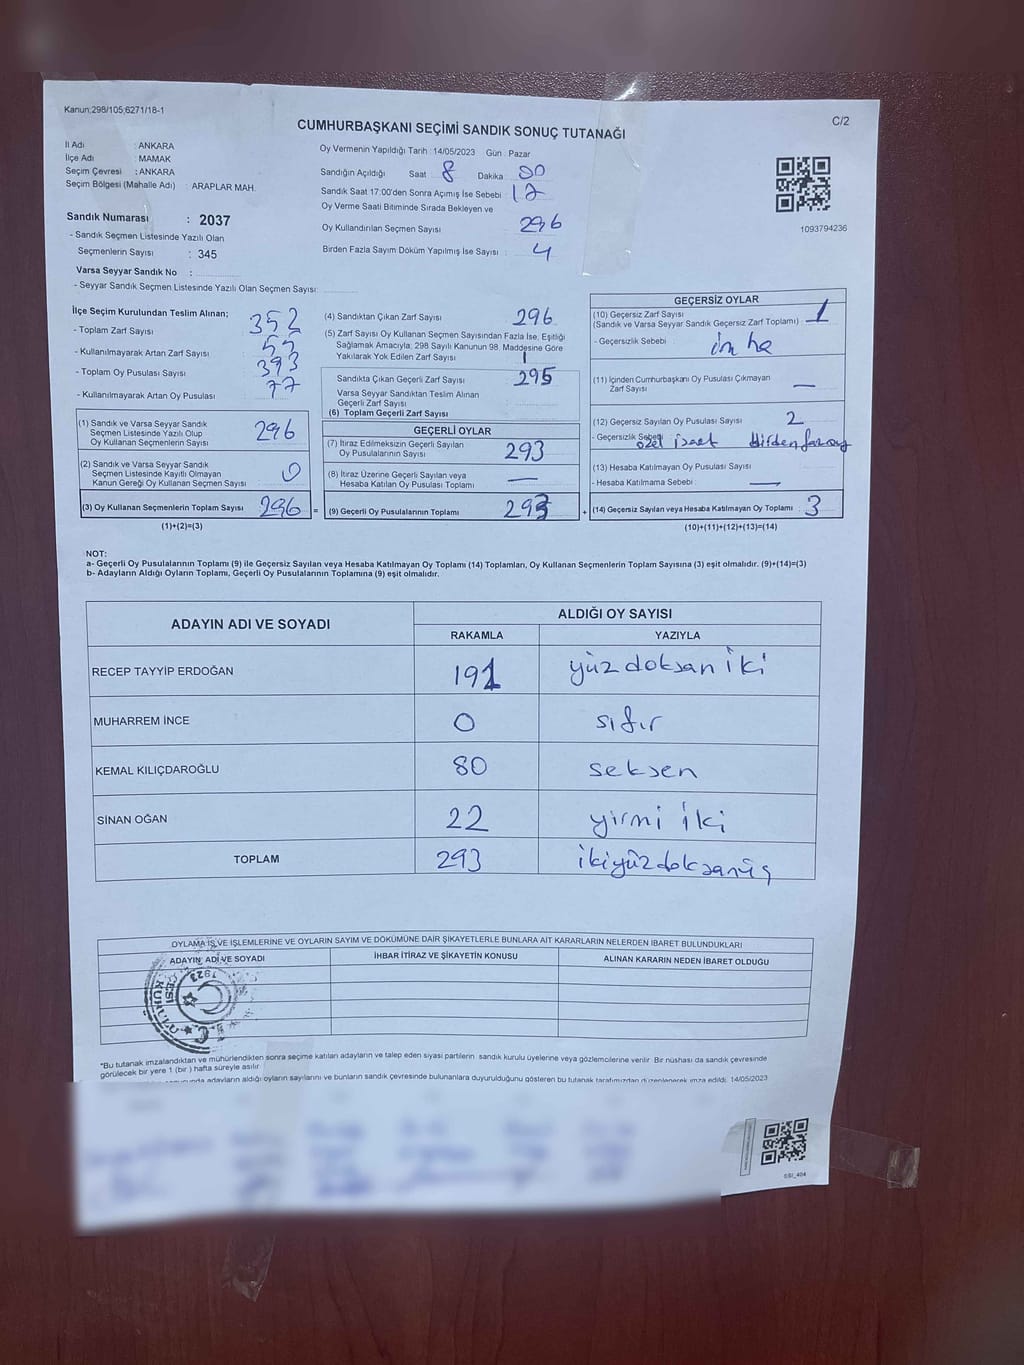 Kanun;298/105;6271/18-1
C/2
CUMHURBAŞKANI SEÇİMİ SANDIK SONUÇ TUTANAĞI
İl Adı : ANKARA
İlçe Adı : MAMAK
Seçim Çevresi : ANKARA
Seçim Bölgesi (Mahalle Adı) : ARAPLAR MAH.
Sandık Numarası : 2037
- Sandık Seçmen Listesinde Yazılı Olan
Seçmenlerin Sayısı : 345
Varsa Seyyar Sandık No :
- Seyyar Sandık Seçmen Listesinde Yazılı Olan Seçmen Sayısı:
Oy Vermenin Yapıldığı Tarih : 14/05/2023 Gün : Pazar
Sandığın Açıldığı Saat 8 Dakika 00
Sandık Saat 17:00'den Sonra Açımış İse Sebebi 17
Oy Verme Saati Bitiminde Sırada Bekleyen ve
Oy Kullandırılan Seçmen Sayısı 296
Birden Fazla Sayım Döküm Yapılmış İse Sayısı : 4
1093794236
İlçe Seçim Kurulundan Teslim Alınan;
- Toplam Zarf Sayısı : 352
- Kullanılmayarak Artan Zarf Sayısı :
- Toplam Oy Pusulası Sayısı : 393
- Kullanılmayarak Artan Oy Pusulası : 77
(1) Sandık ve Varsa Seyyar Sandık
Seçmen Listesinde Yazılı Olup
Oy Kullanan Seçmenlerin Sayısı 296
(2) Sandık ve Varsa Seyyar Sandık
Seçmen Listesinde Kayıtlı Olmayan
Kanun Gereği Oy Kullanan Seçmen Sayısı 0
(3) Oy Kullanan Seçmenlerin Toplam Sayısı 296 =
(1)+(2)=(3)
(4) Sandıktan Çıkan Zarf Sayısı 296
(5) Zarf Sayısı Oy Kullanan Seçmen Sayısından Fazla İse, Eşitliği
Sağlamak Amacıyla, 298 Sayılı Kanunun 98. Maddesine Göre
Yakılarak Yok Edilen Zarf Sayısı 1
Sandıkta Çıkan Geçerli Zarf Sayısı 295
Varsa Seyyar Sandıktan Teslim Alınan
Geçerli Zarf Sayısı
(6) Toplam Geçerli Zarf Sayısı
GEÇERLİ OYLAR
(7) İtiraz Edilmeksizin Geçerli Sayılan
Oy Pusulalarının Sayısı 293
(8) İtiraz Üzerine Geçerli Sayılan veya
Hesaba Katılan Oy Pusulası Toplamı —
(9) Geçerli Oy Pusulalarının Toplamı 293 +
GEÇERSİZ OYLAR
(10) Geçersiz Zarf Sayısı
(Sandık ve Varsa Seyyar Sandık Geçersiz Zarf Toplamı) : 1
- Geçersizlik Sebebi : imha
(11) İçinden Cumhurbaşkanı Oy Pusulası Çıkmayan
Zarf Sayısı —
(12) Geçersiz Sayılan Oy Pusulası Sayısı 2
- Geçersizlik Sebebi özel işaret
(13) Hesaba Katılmayan Oy Pusulası Sayısı :
- Hesaba Katılmama Sebebi : —
(14) Geçersiz Sayılan veya Hesaba Katılmayan Oy Toplamı : 3
(10)+(11)+(12)+(13)=(14)
NOT:
a- Geçerli Oy Pusulalarının Toplamı (9) ile Geçersiz Sayılan veya Hesaba Katılmayan Oy Toplamı (14) Toplamları, Oy Kullanan Seçmenlerin Toplam Sayısına (3) eşit olmalıdır. (9)+(14)=(3)
b- Adayların Aldığı Oyların Toplamı, Geçerli Oy Pusulalarının Toplamına (9) eşit olmalıdır.
ADAYIN ADI VE SOYADI ALDIĞI OY SAYISI
RAKAMLA YAZIYLA
RECEP TAYYİP ERDOĞAN 191 yüz doksan iki
MUHARREM İNCE 0 sıfır
KEMAL KILIÇDAROĞLU 80 seksen
SİNAN OĞAN 22 yirmi iki
TOPLAM 293 ikiyüz doksanüç
OYLAMA İŞ VE İŞLEMLERİNE VE OYLARIN SAYIM VE DÖKÜMÜNE DAİR ŞİKAYETLERLE BUNLARA AİT KARARLARIN NELERDEN İBARET BULUNDUKLARI
ADAYIN ADI VE SOYADI İHBAR İTİRAZ VE ŞİKAYETİN KONUSU ALINAN KARARIN NEDEN İBARET OLDUĞU
1923
T.C.
*Bu tutanak imzalandıktan ve mühürlendikten sonra seçime katılan adayların ve talep eden siyasi partilerin sandık kurulu üyelerine veya gözlemcilerine verilir. Bir nüshası da sandık çevresinde
görülecek bir yere 1 (bir) hafta süreyle asılır.
adayların aldığı oyların sayılarını ve bunların sandık çevresinde bulunanlara duyurulduğunu gösteren bu tutanak tarafımızdan düzenlenerek imza edildi. 14/05/2023